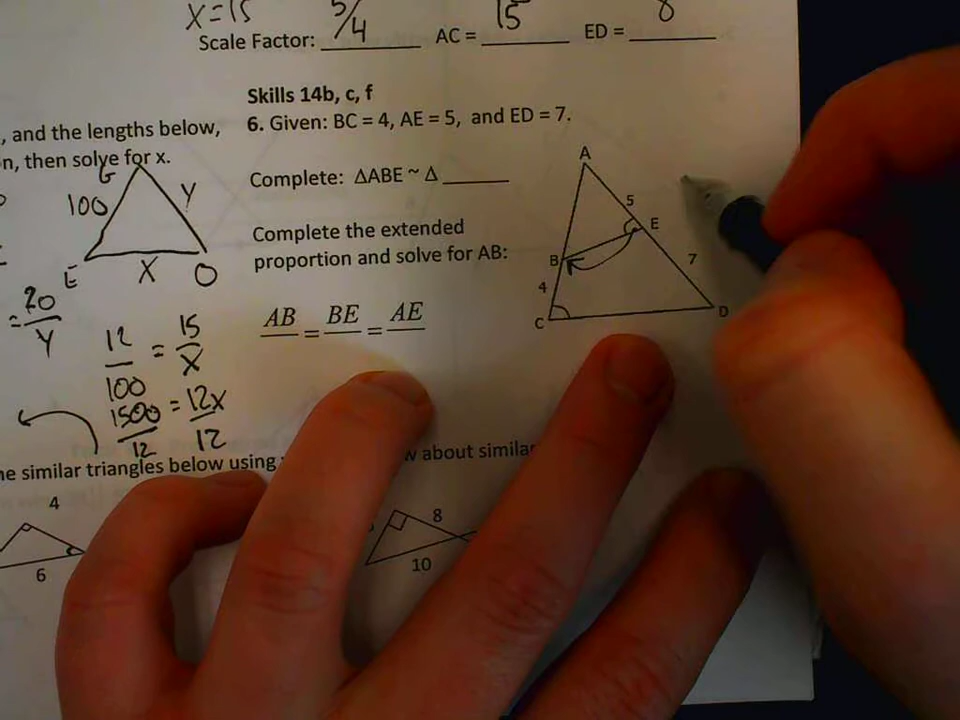 x=15
Scale Factor: 5/4 AC = 15 ED = 8
Skills 14b, c, f
, and the lengths below,
6. Given: BC = 4, AE = 5, and ED = 7.
n, then solve for x.
G
100
Y
E
X
O
Complete: ΔABE ~ Δ
Complete the extended
proportion and solve for AB:
AB = BE = AE
A
5
E
B
7
4
C
D
= 20/Y
12/100 = 15/X
1500/12 = 12x/12
he similar triangles below using
w about similar
4
6
8
10